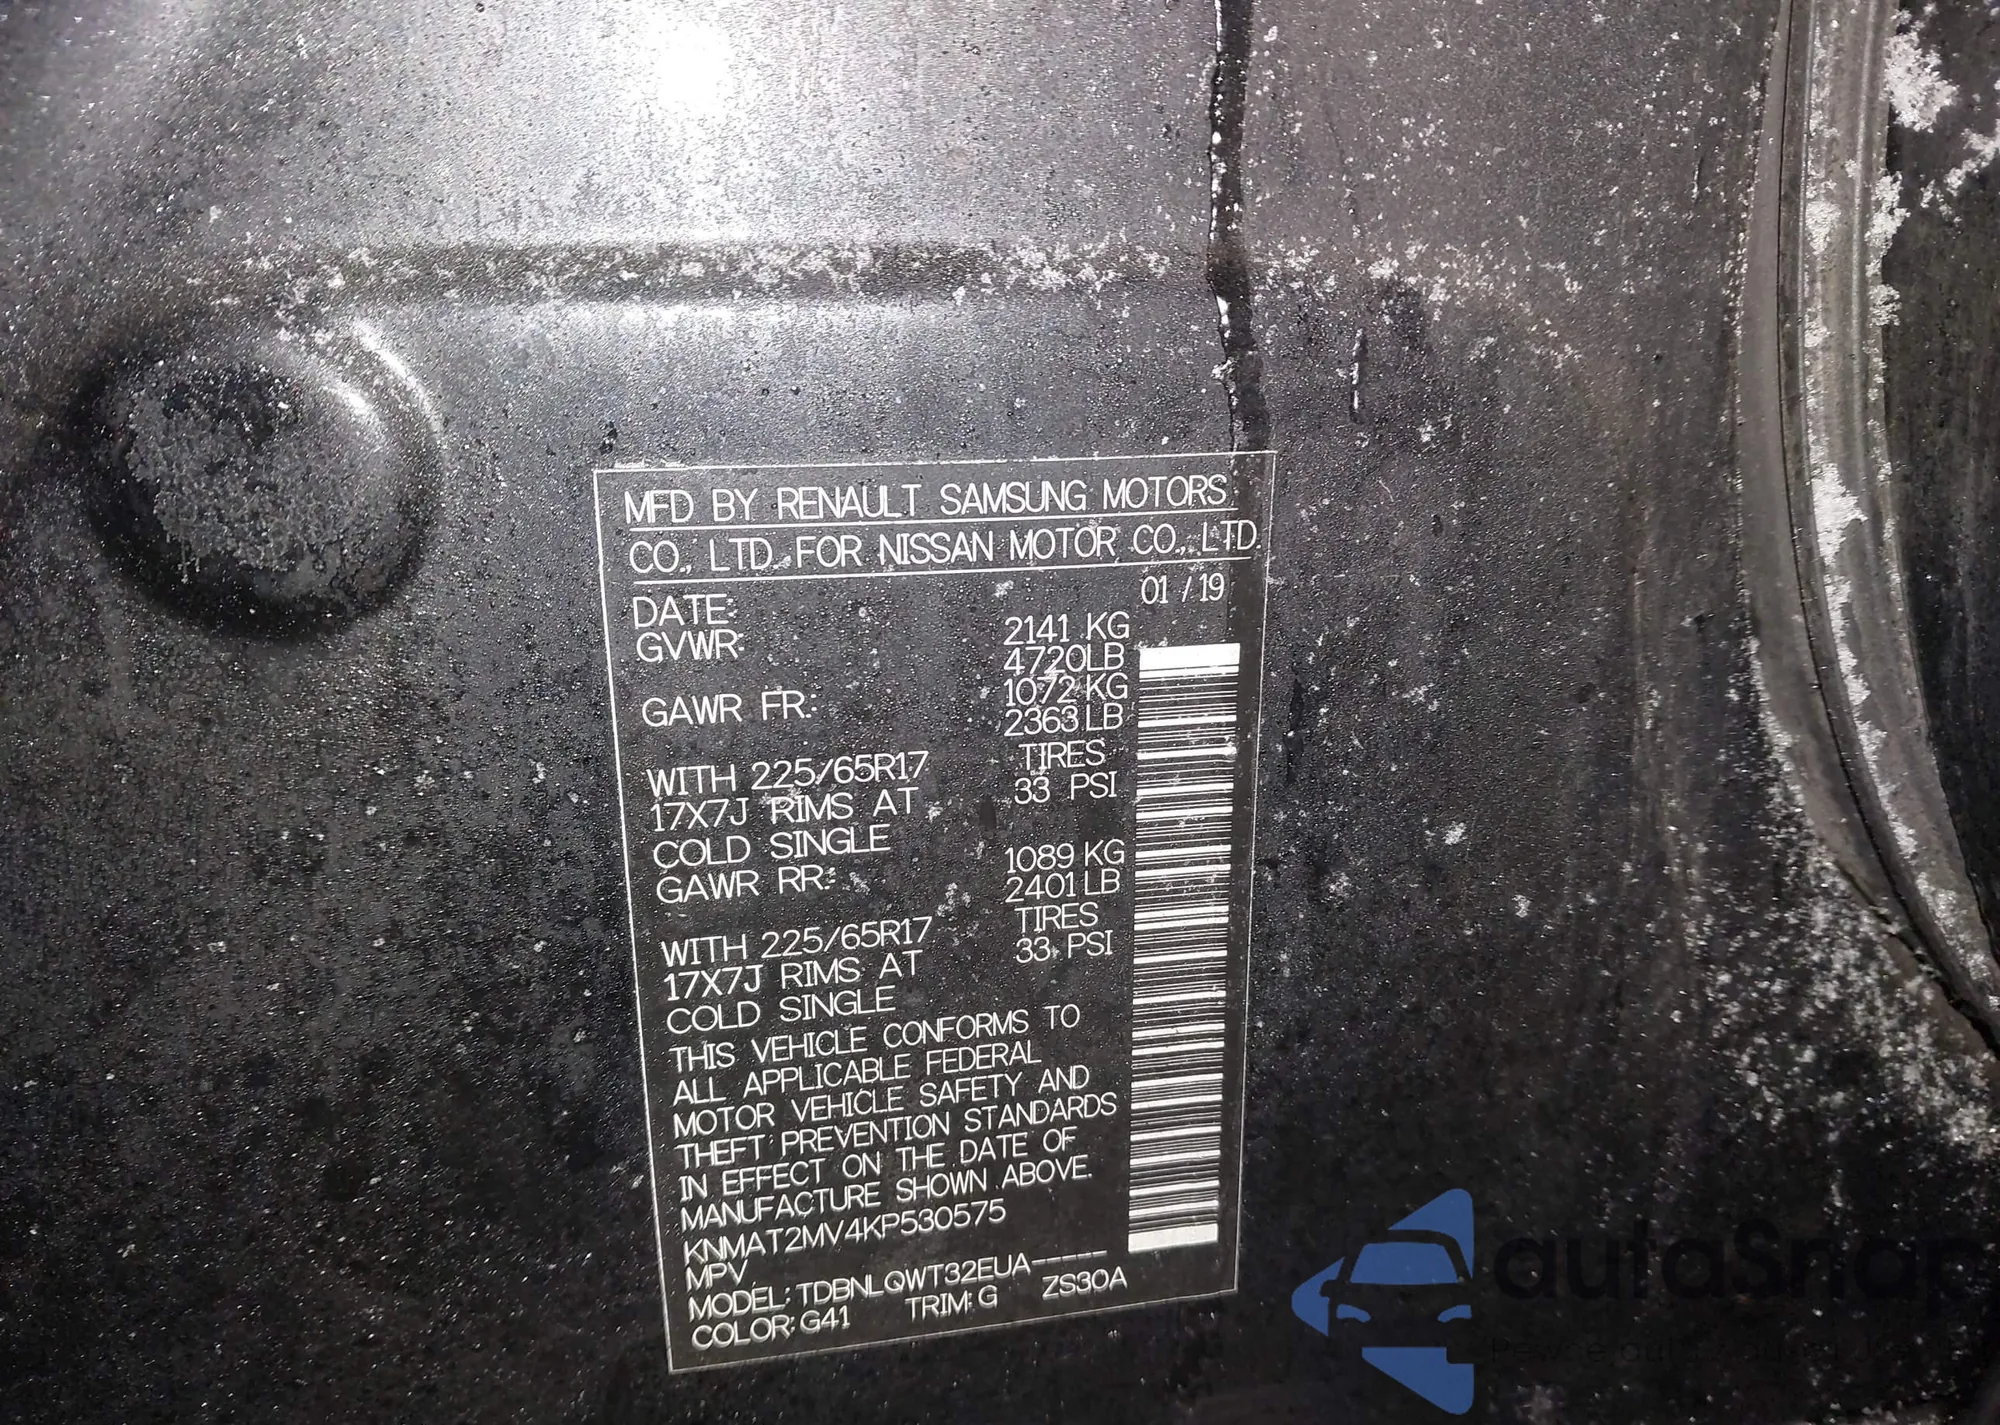 MFD BY RENAULT SAMSUNG MOTORS
CO., LTD. FOR NISSAN MOTOR CO., LTD.
DATE: 01 / 19
GVWR: 2141 KG
4720LB
GAWR FR.: 1072 KG
2363 LB
WITH 225/65R17 TIRES
17X7J RIMS AT 33 PSI
COLD SINGLE
GAWR RR.: 1089 KG
2401 LB
WITH 225/65R17 TIRES
17X7J RIMS AT 33 PSI
COLD SINGLE
THIS VEHICLE CONFORMS TO
ALL APPLICABLE FEDERAL
MOTOR VEHICLE SAFETY AND
THEFT PREVENTION STANDARDS
IN EFFECT ON THE DATE OF
MANUFACTURE SHOWN ABOVE.
KNMAT2MV4KP530575
MPV
MODEL: TDBNLQWT32EUA-----
COLOR: G41 TRIM: G ZS30A
autoSnap